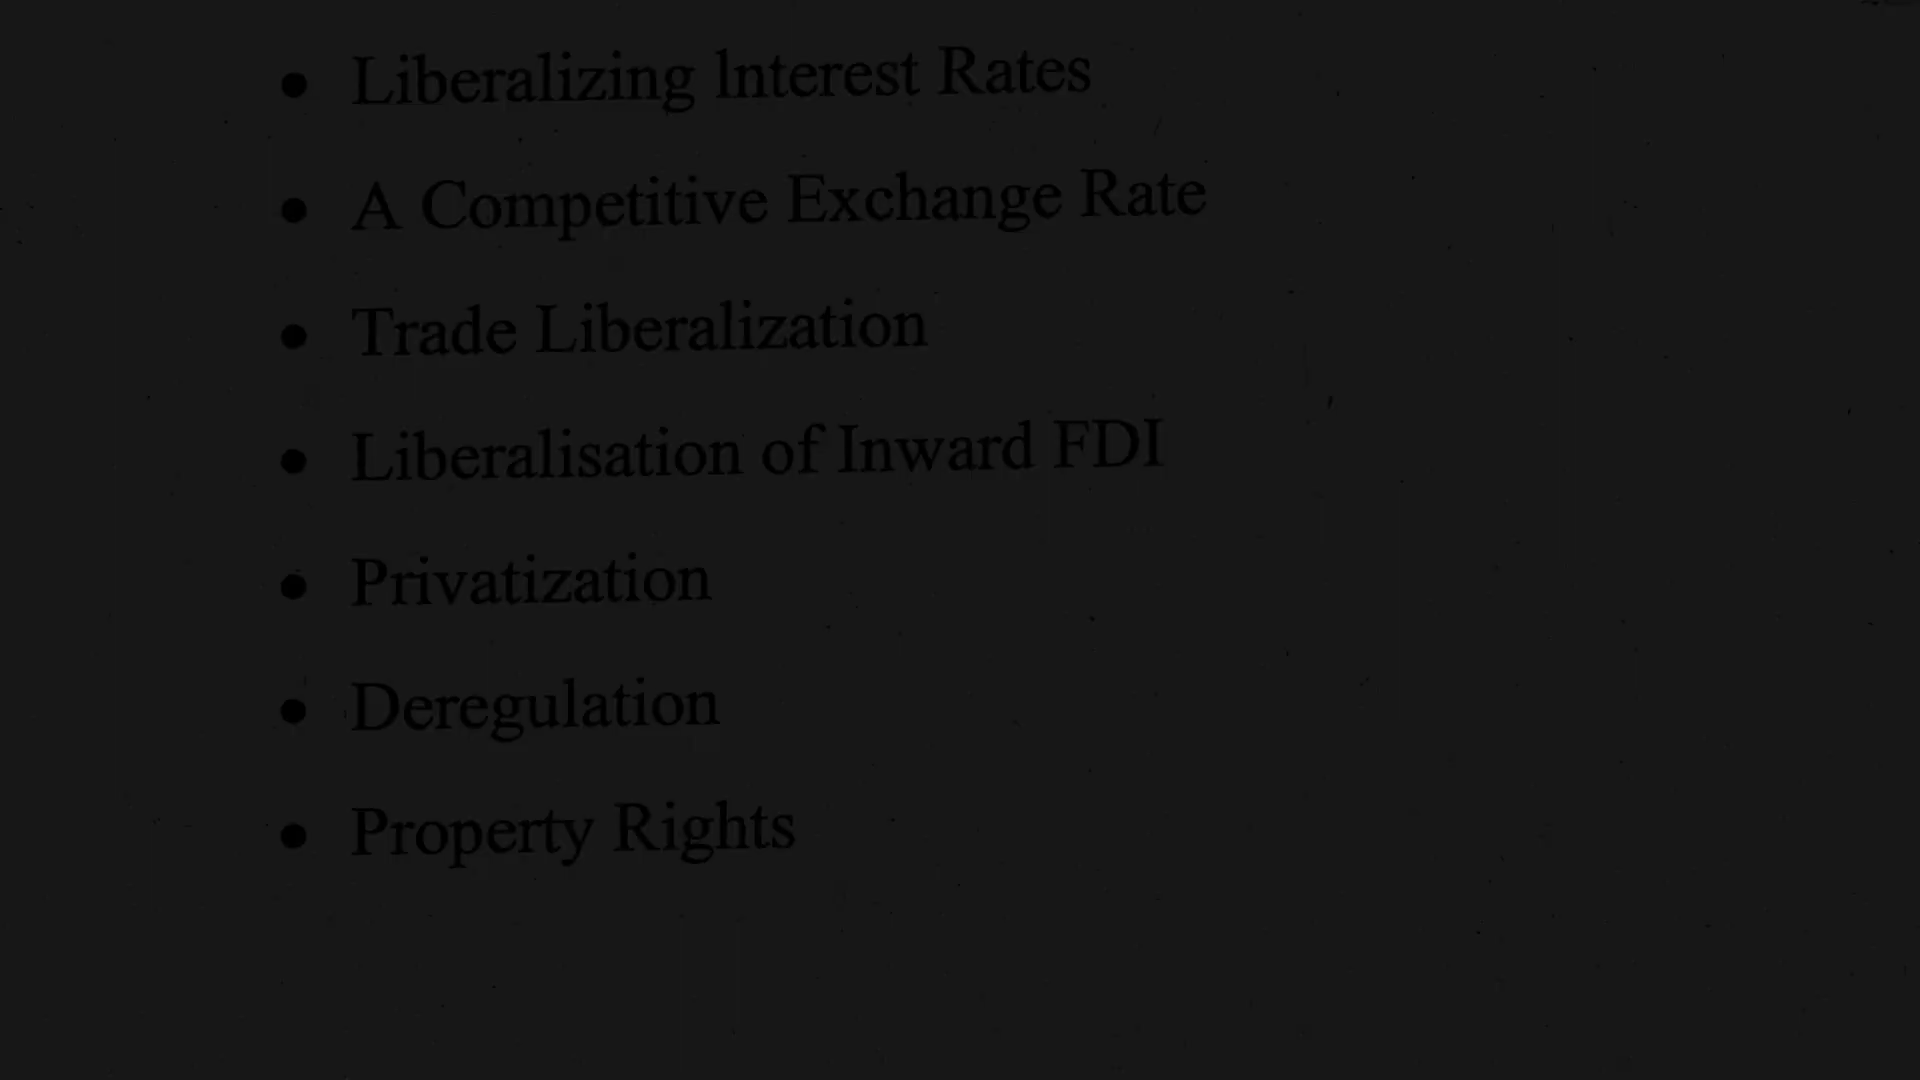 • Liberalizing Interest Rates
• A Competitive Exchange Rate
• Trade Liberalization
• Liberalisation of Inward FDI
• Privatization
• Deregulation
• Property Rights